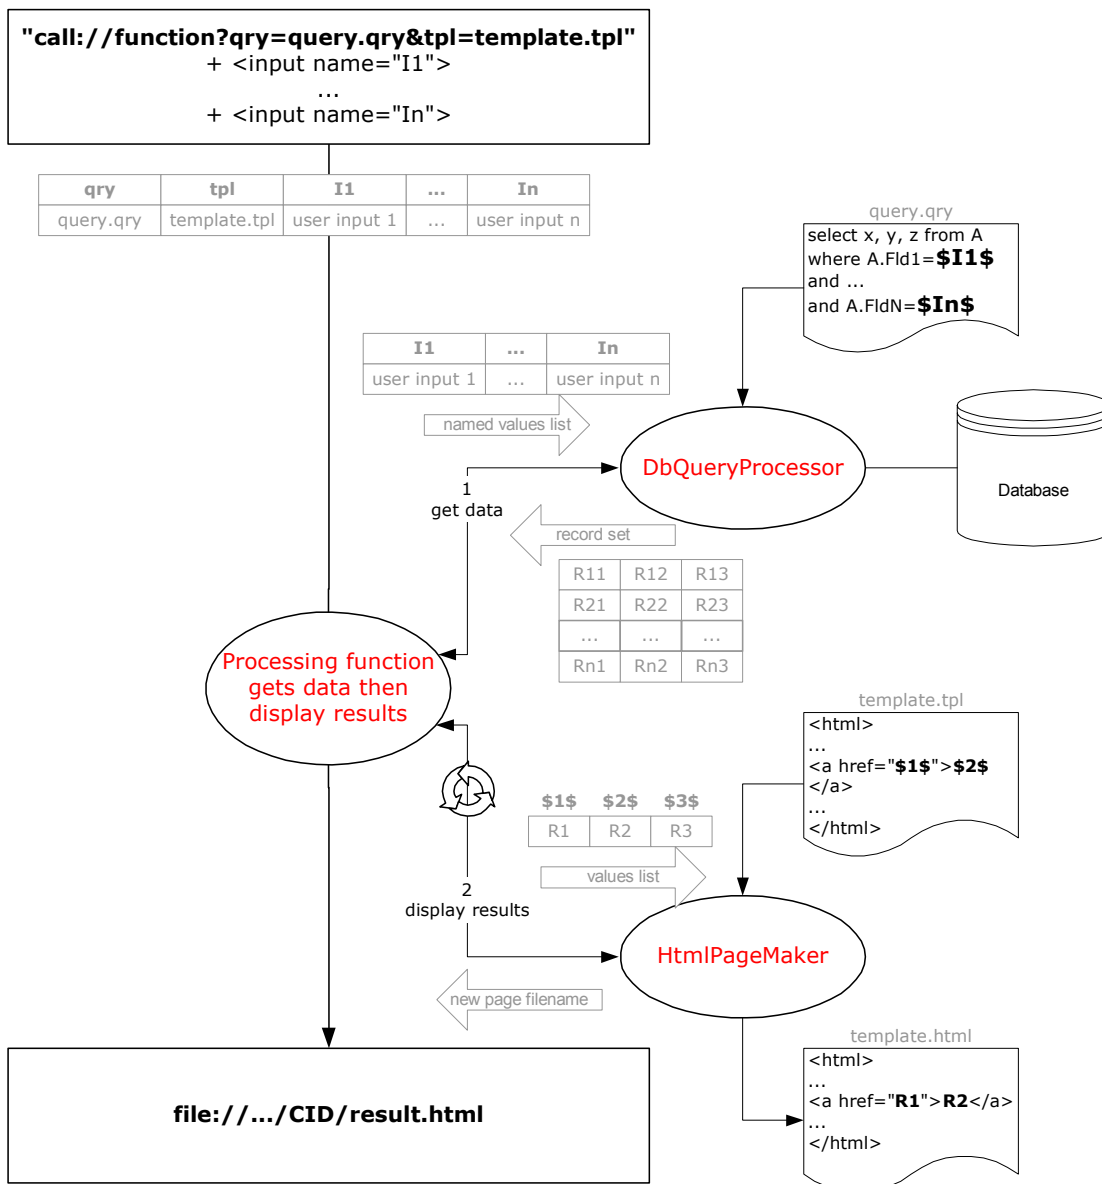 "call://function?qry=query.qry&tpl=template.tpl"
+ <input name="I1">
...
+ <input name="In">
qry tpl I1 ... In
query.qry template.tpl user input 1 ... user input n
query.qry
select x, y, z from A
where A.Fld1=$I1$
and ...
and A.FldN=$In$
I1 ... In
user input 1 ... user input n
named values list
DbQueryProcessor
Database
1
get data
record set
R11 R12 R13
R21 R22 R23
... ... ...
Rn1 Rn2 Rn3
Processing function
gets data then
display results
template.tpl
<html>
...
<a href="$1$">$2$
</a>
...
</html>
$1$ $2$ $3$
R1 R2 R3
values list
2
display results
HtmlPageMaker
new page filename
template.html
<html>
...
<a href="R1">R2</a>
...
</html>
file://.../CID/result.html